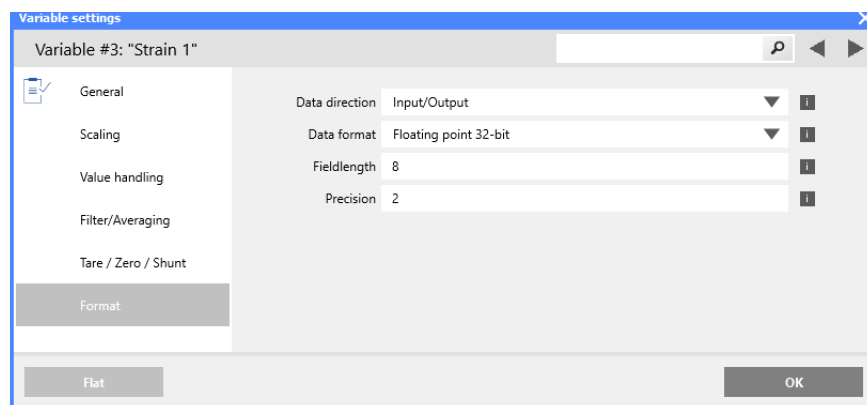 Variable settings
Variable #3: "Strain 1"
General
Scaling
Value handling
Filter/Averaging
Tare / Zero / Shunt
Format
Data direction Input/Output
Data format Floating point 32-bit
Fieldlength 8
Precision 2
Flat
OK